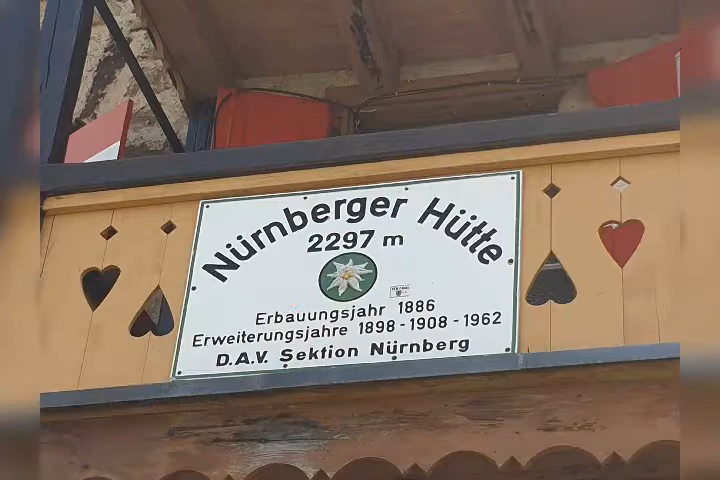 Nürnberger Hütte
2297 m
Erbauungsjahr 1886
Erweiterungsjahre 1898 - 1908 - 1962
D.A.V. Sektion Nürnberg